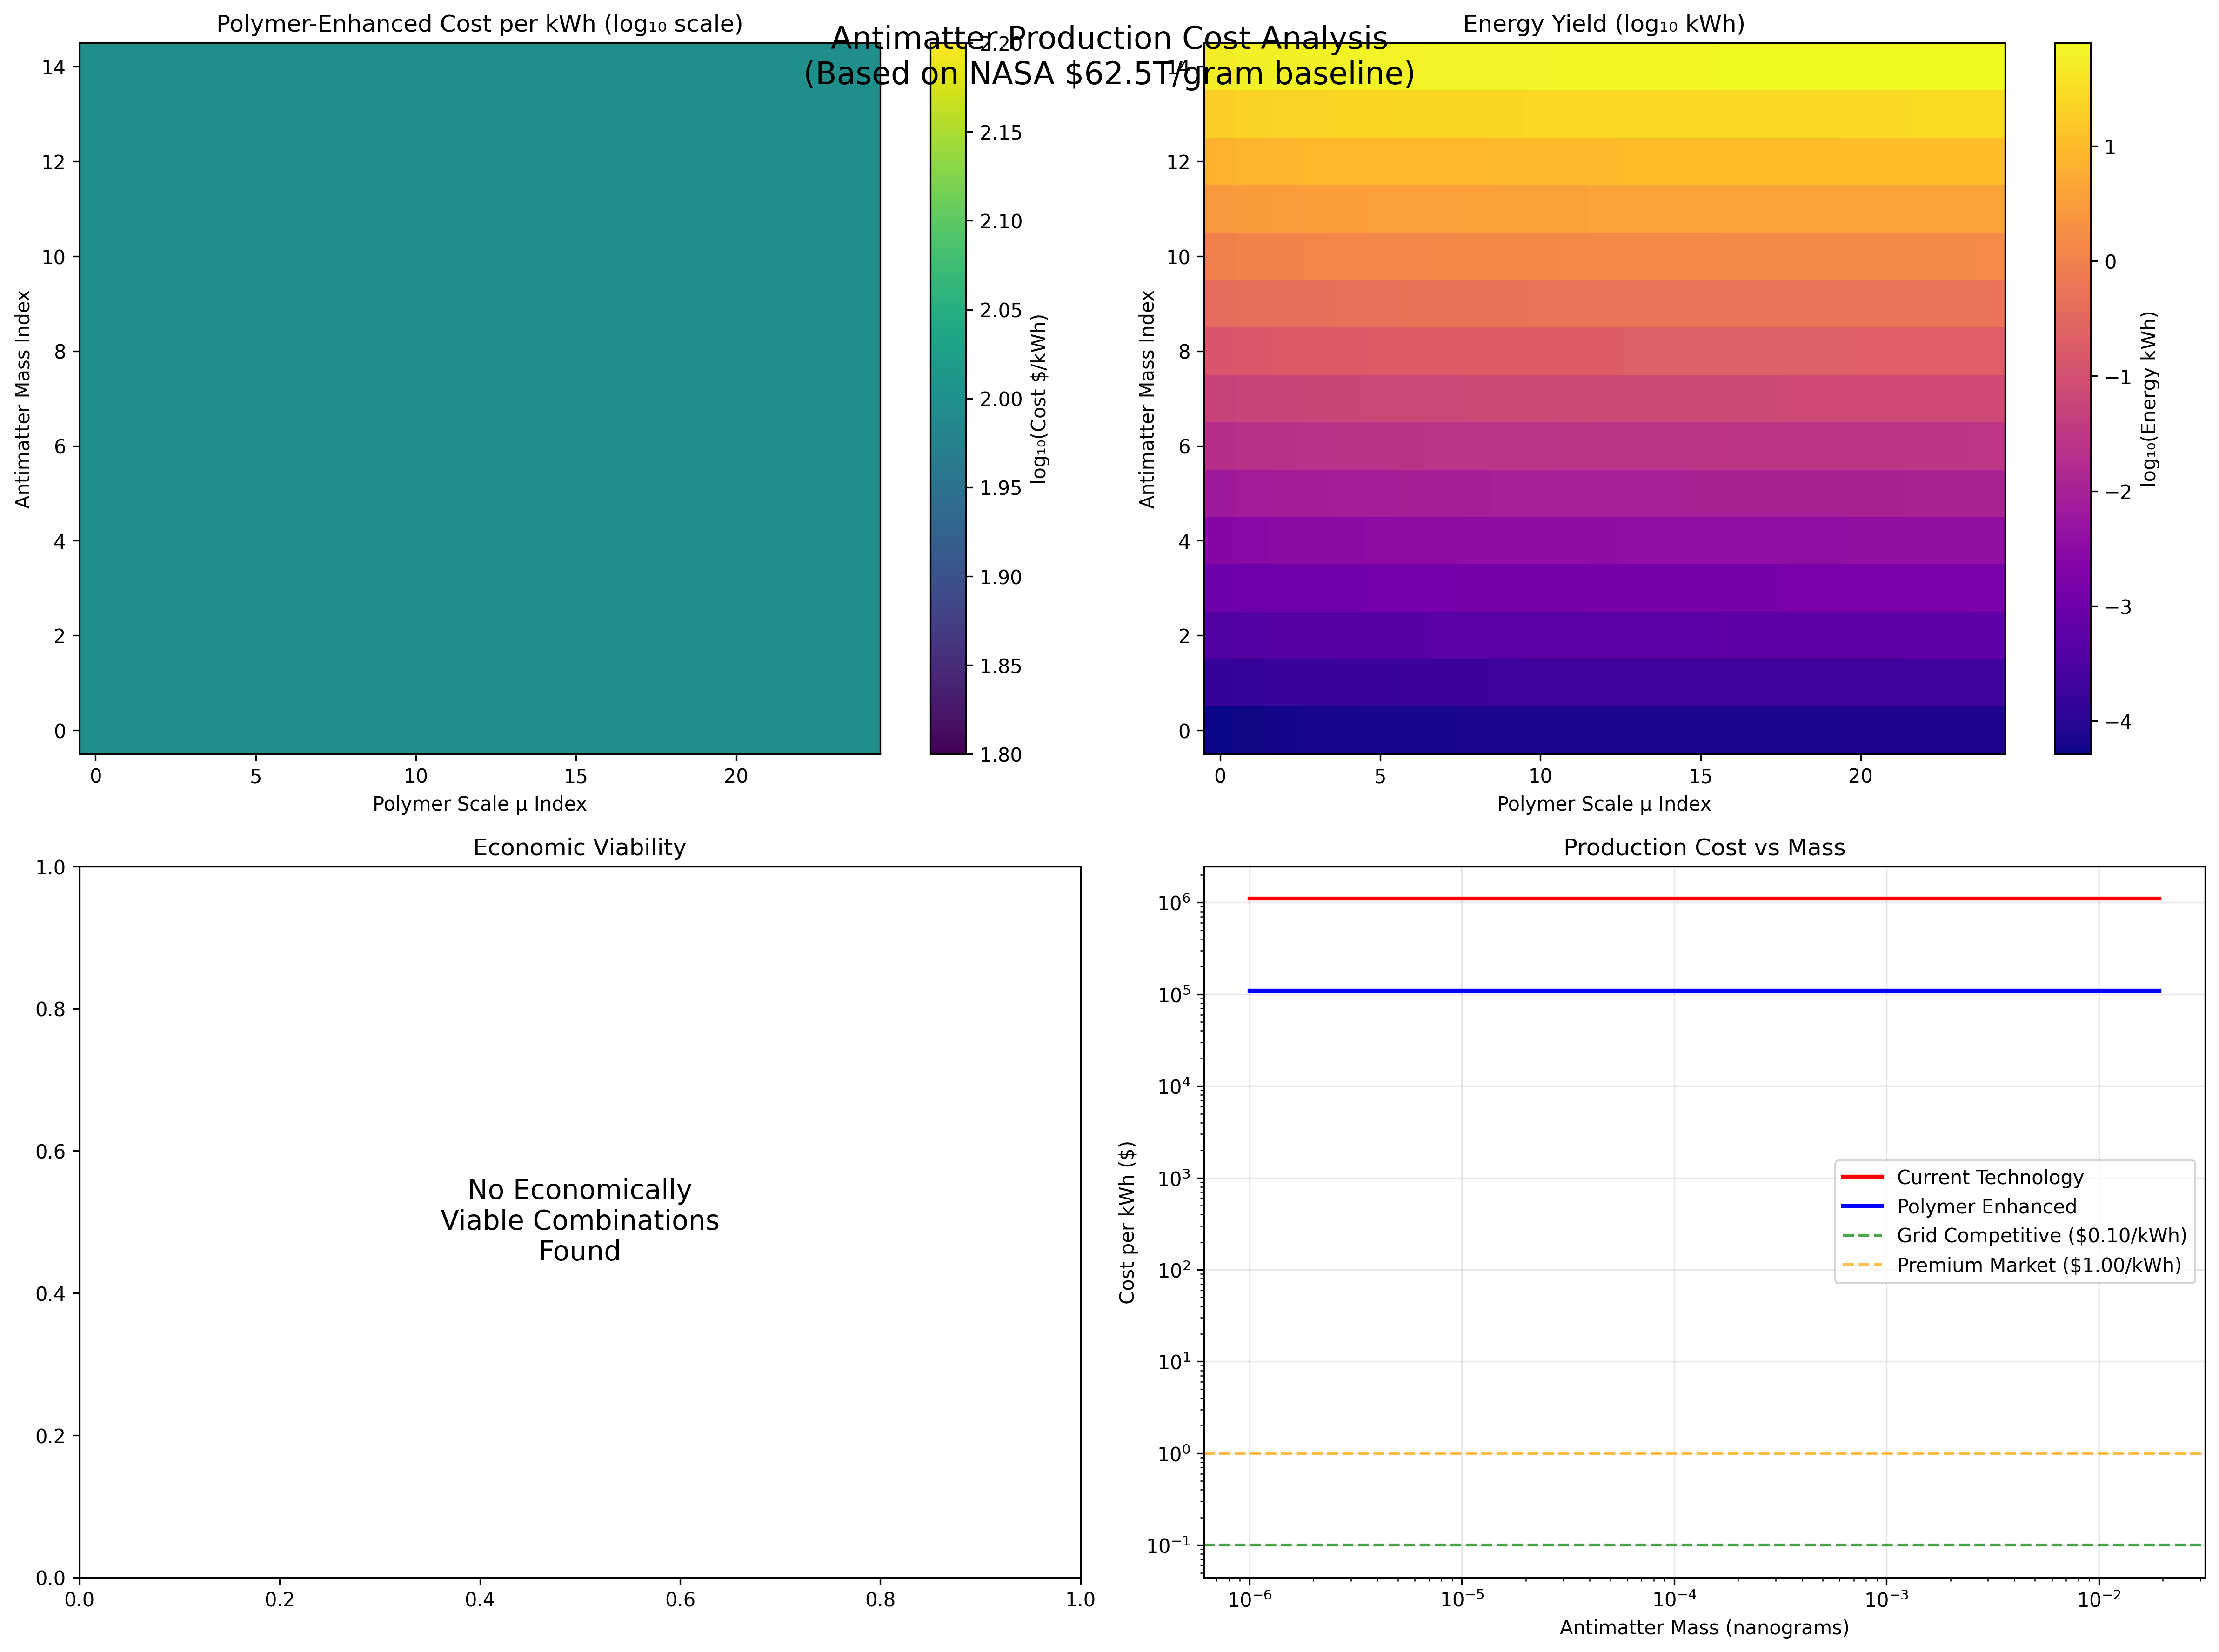 Antimatter Production Cost Analysis
(Based on NASA $62.5T/gram baseline)
Polymer-Enhanced Cost per kWh (log₁₀ scale)
Antimatter Mass Index
14
12
10
8
6
4
2
0
0 5 10 15 20
Polymer Scale μ Index
2.20
2.15
2.10
2.05
2.00
1.95
1.90
1.85
1.80
log₁₀(Cost $/kWh)
Energy Yield (log₁₀ kWh)
Antimatter Mass Index
14
12
10
8
6
4
2
0
0 5 10 15 20
Polymer Scale μ Index
1
0
−1
−2
−3
−4
log₁₀(Energy kWh)
Economic Viability
1.0
0.8
0.6
0.4
0.2
0.0
No Economically
Viable Combinations
Found
0.0 0.2 0.4 0.6 0.8 1.0
Production Cost vs Mass
Cost per kWh ($)
10⁶
10⁵
10⁴
10³
10²
10¹
10⁰
10⁻¹
Current Technology
Polymer Enhanced
Grid Competitive ($0.10/kWh)
Premium Market ($1.00/kWh)
10⁻⁶ 10⁻⁵ 10⁻⁴ 10⁻³ 10⁻²
Antimatter Mass (nanograms)